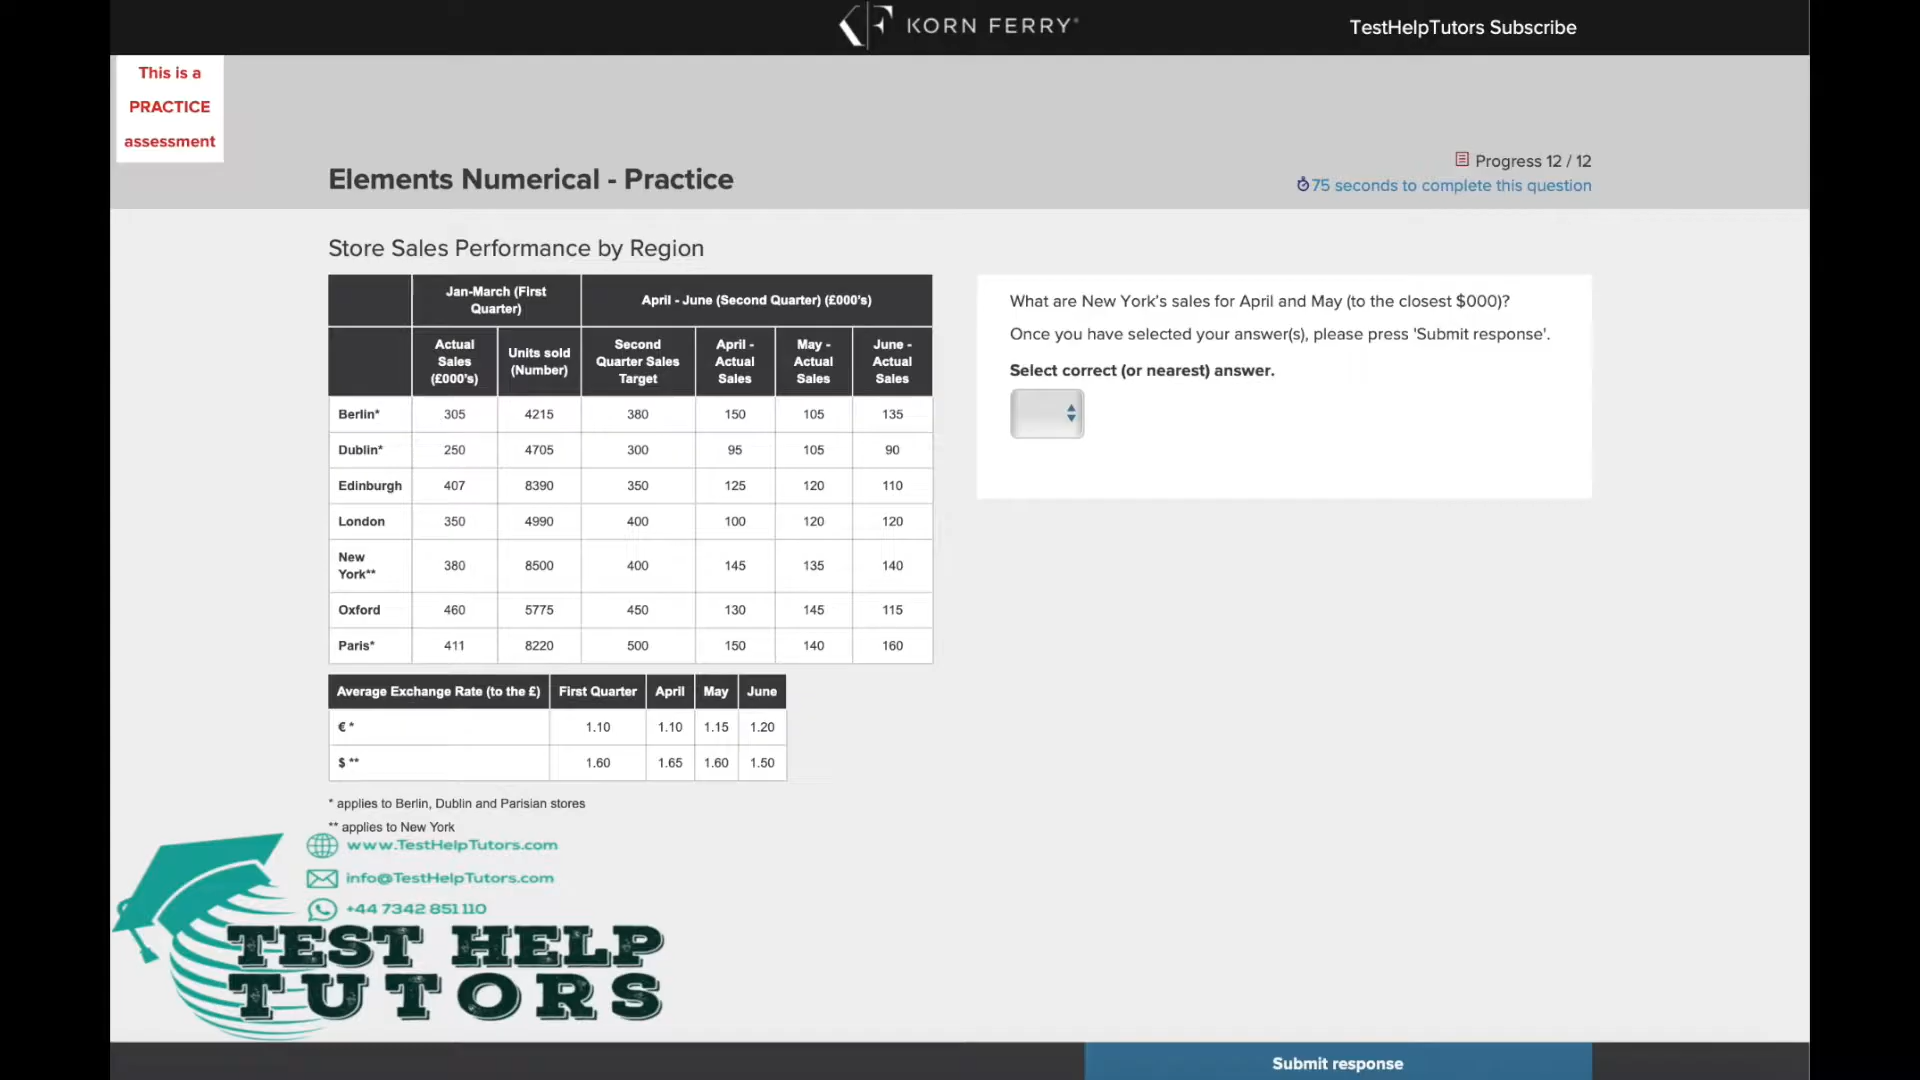 KORN FERRY®
TestHelpTutors Subscribe
This is a
PRACTICE
assessment
Elements Numerical - Practice
Progress 12 / 12
75 seconds to complete this question
Store Sales Performance by Region
Jan-March (First Quarter) April - June (Second Quarter) (£000's)
Actual Sales (£000's) Units sold (Number) Second Quarter Sales Target April - Actual Sales May - Actual Sales June - Actual Sales
Berlin* 305 4215 380 150 105 135
Dublin* 250 4705 300 95 105 90
Edinburgh 407 8390 350 125 120 110
London 350 4990 400 100 120 120
New York** 380 8500 400 145 135 140
Oxford 460 5775 450 130 145 115
Paris* 411 8220 500 150 140 160
Average Exchange Rate (to the £) First Quarter April May June
€ * 1.10 1.10 1.15 1.20
$ ** 1.60 1.65 1.60 1.50
* applies to Berlin, Dublin and Parisian stores
** applies to New York
What are New York's sales for April and May (to the closest $000)?
Once you have selected your answer(s), please press 'Submit response'.
Select correct (or nearest) answer.
www.TestHelpTutors.com
info@TestHelpTutors.com
+44 7342 851 110
TEST HELP
TUTORS
Submit response